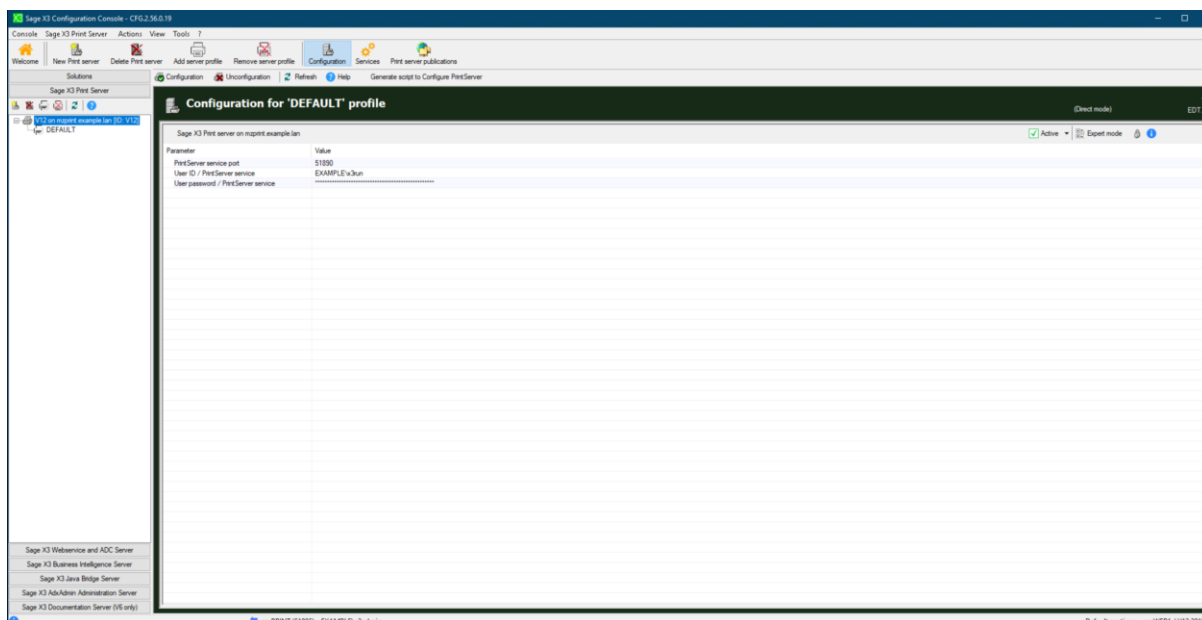 Sage X3 Configuration Console - CFG.2.56.0.19
Console Sage X3 Print Server Actions View Tools ?
Welcome New Print server Delete Print server Add server profile Remove server profile Configuration Services Print server publications
Solutions
Configuration Unconfiguration Refresh Help Generate script to Configure PrintServer
Sage X3 Print Server
Configuration for 'DEFAULT' profile
(Direct mode)
EDT
V12 on mzprint.example.lan [ID: V12]
DEFAULT
Sage X3 Print server on mzprint.example.lan
Active Expert mode
Parameter Value
PrintServer service port 51890
User ID / PrintServer service EXAMPLE\x3run
User password / PrintServer service
Sage X3 Webservice and ADC Server
Sage X3 Business Intelligence Server
Sage X3 Java Bridge Server
Sage X3 AdxAdmin Administration Server
Sage X3 Documentation Server (V6 only)